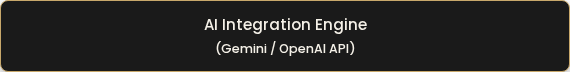 AI Integration Engine
(Gemini / OpenAI API)